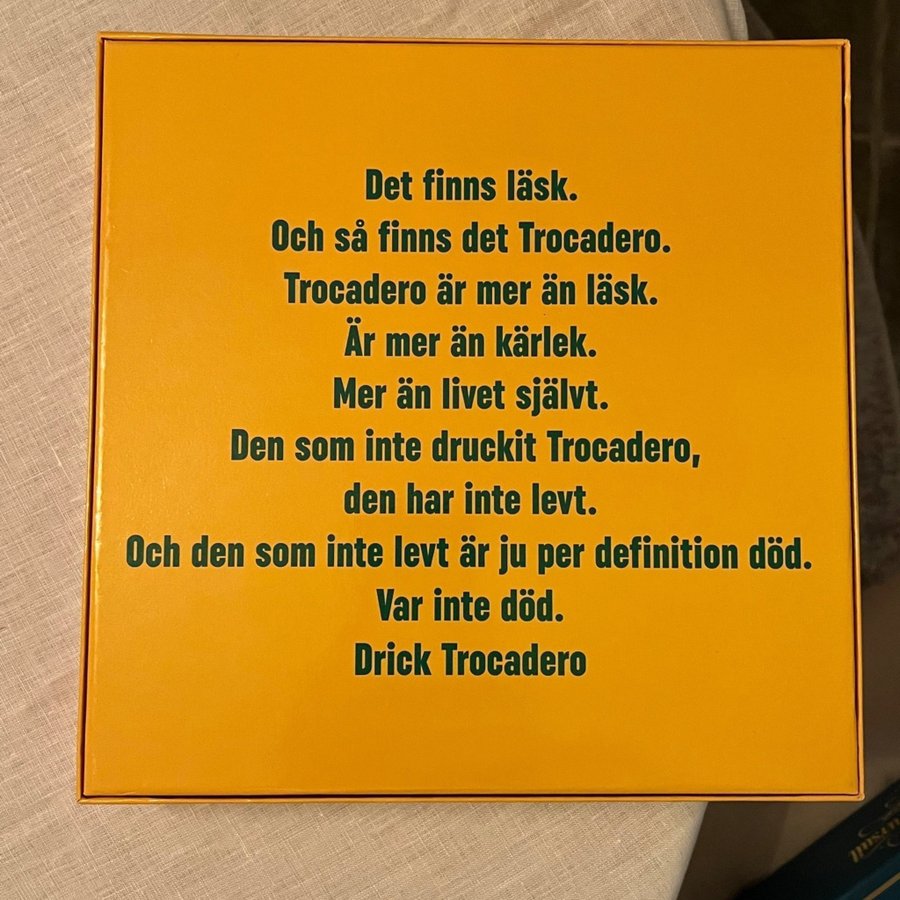 Det finns läsk.
Och så finns det Trocadero.
Trocadero är mer än läsk.
Är mer än kärlek.
Mer än livet självt.
Den som inte druckit Trocadero,
den har inte levt.
Och den som inte levt är ju per definition död.
Var inte död.
Drick Trocadero